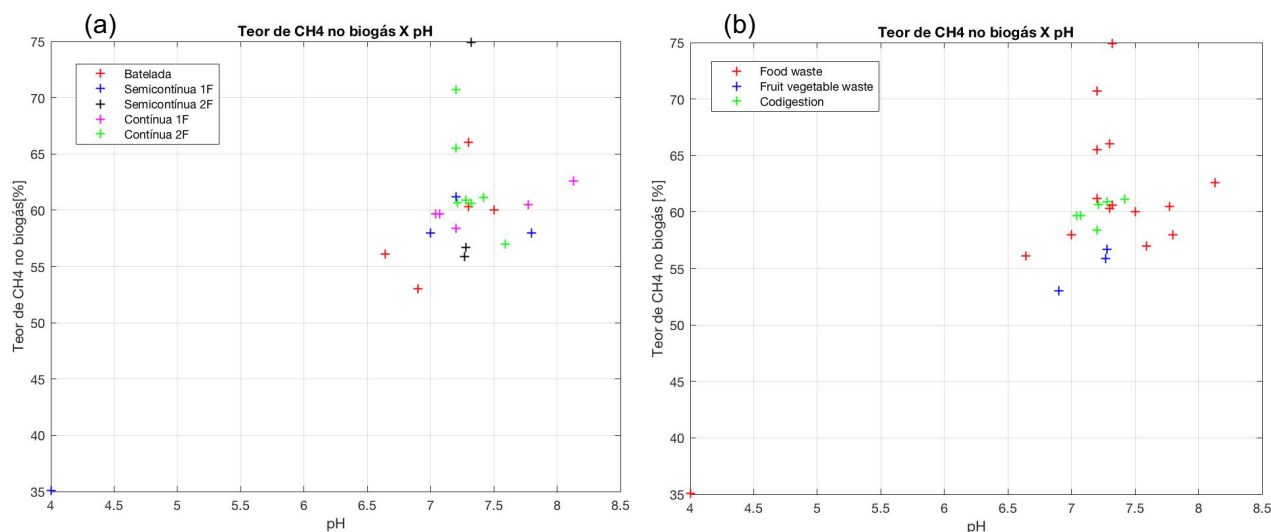 (a)
Teor de CH4 no biogás X pH
Batelada
Semicontínua 1F
Semicontínua 2F
Contínua 1F
Contínua 2F
75
70
65
60
55
50
45
40
35
Teor de CH4 no biogás[%]
4 4.5 5 5.5 6 6.5 7 7.5 8 8.5
pH
(b)
Teor de CH4 no biogás X pH
Food waste
Fruit vegetable waste
Codigestion
75
70
65
60
55
50
45
40
35
Teor de CH4 no biogás [%]
4 4.5 5 5.5 6 6.5 7 7.5 8 8.5
pH